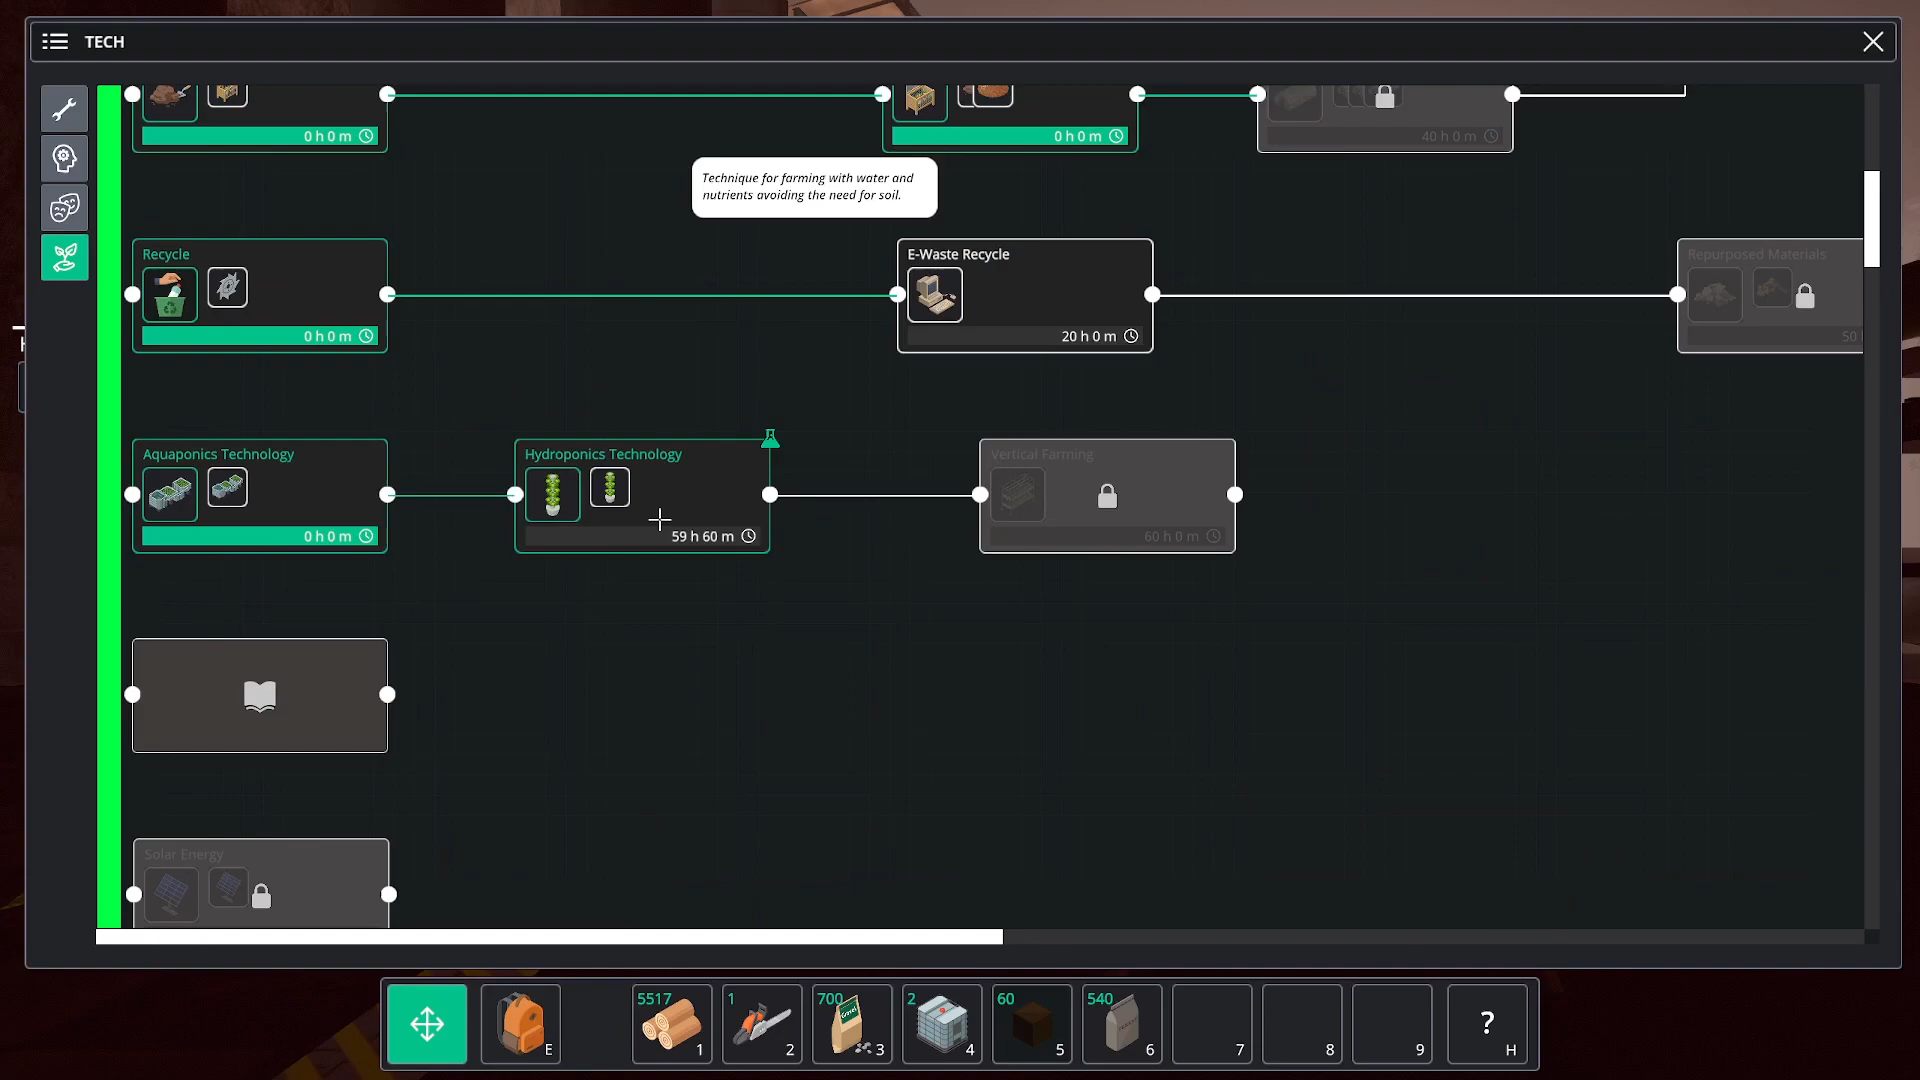 TECH
0 h 0 m
0 h 0 m
40 h 0 m
Technique for farming with water and
nutrients avoiding the need for soil.
Recycle
0 h 0 m
E-Waste Recycle
20 h 0 m
Repurposed Materials
50
Aquaponics Technology
0 h 0 m
Hydroponics Technology
59 h 60 m
Vertical Farming
60 h 0 m
Solar Energy
E
5517
1
1
2
700
3
2
4
60
5
540
6
7
8
9
?
H